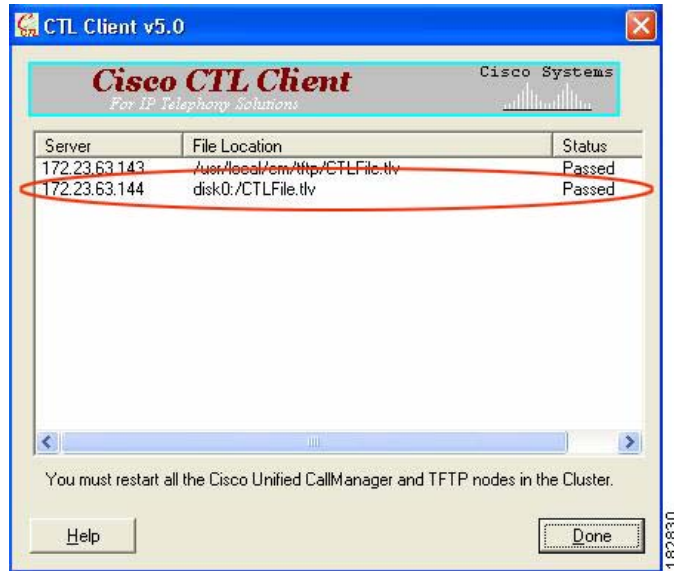 CTL Client v5.0
Cisco CTL Client
For IP Telephony Solutions
Cisco Systems
Server File Location Status
172.23.63.143 /usr/local/cm/tftp/CTLFile.tlv Passed
172.23.63.144 disk0:/CTLFile.tlv Passed
You must restart all the Cisco Unified CallManager and TFTP nodes in the Cluster.
Help Done
182830